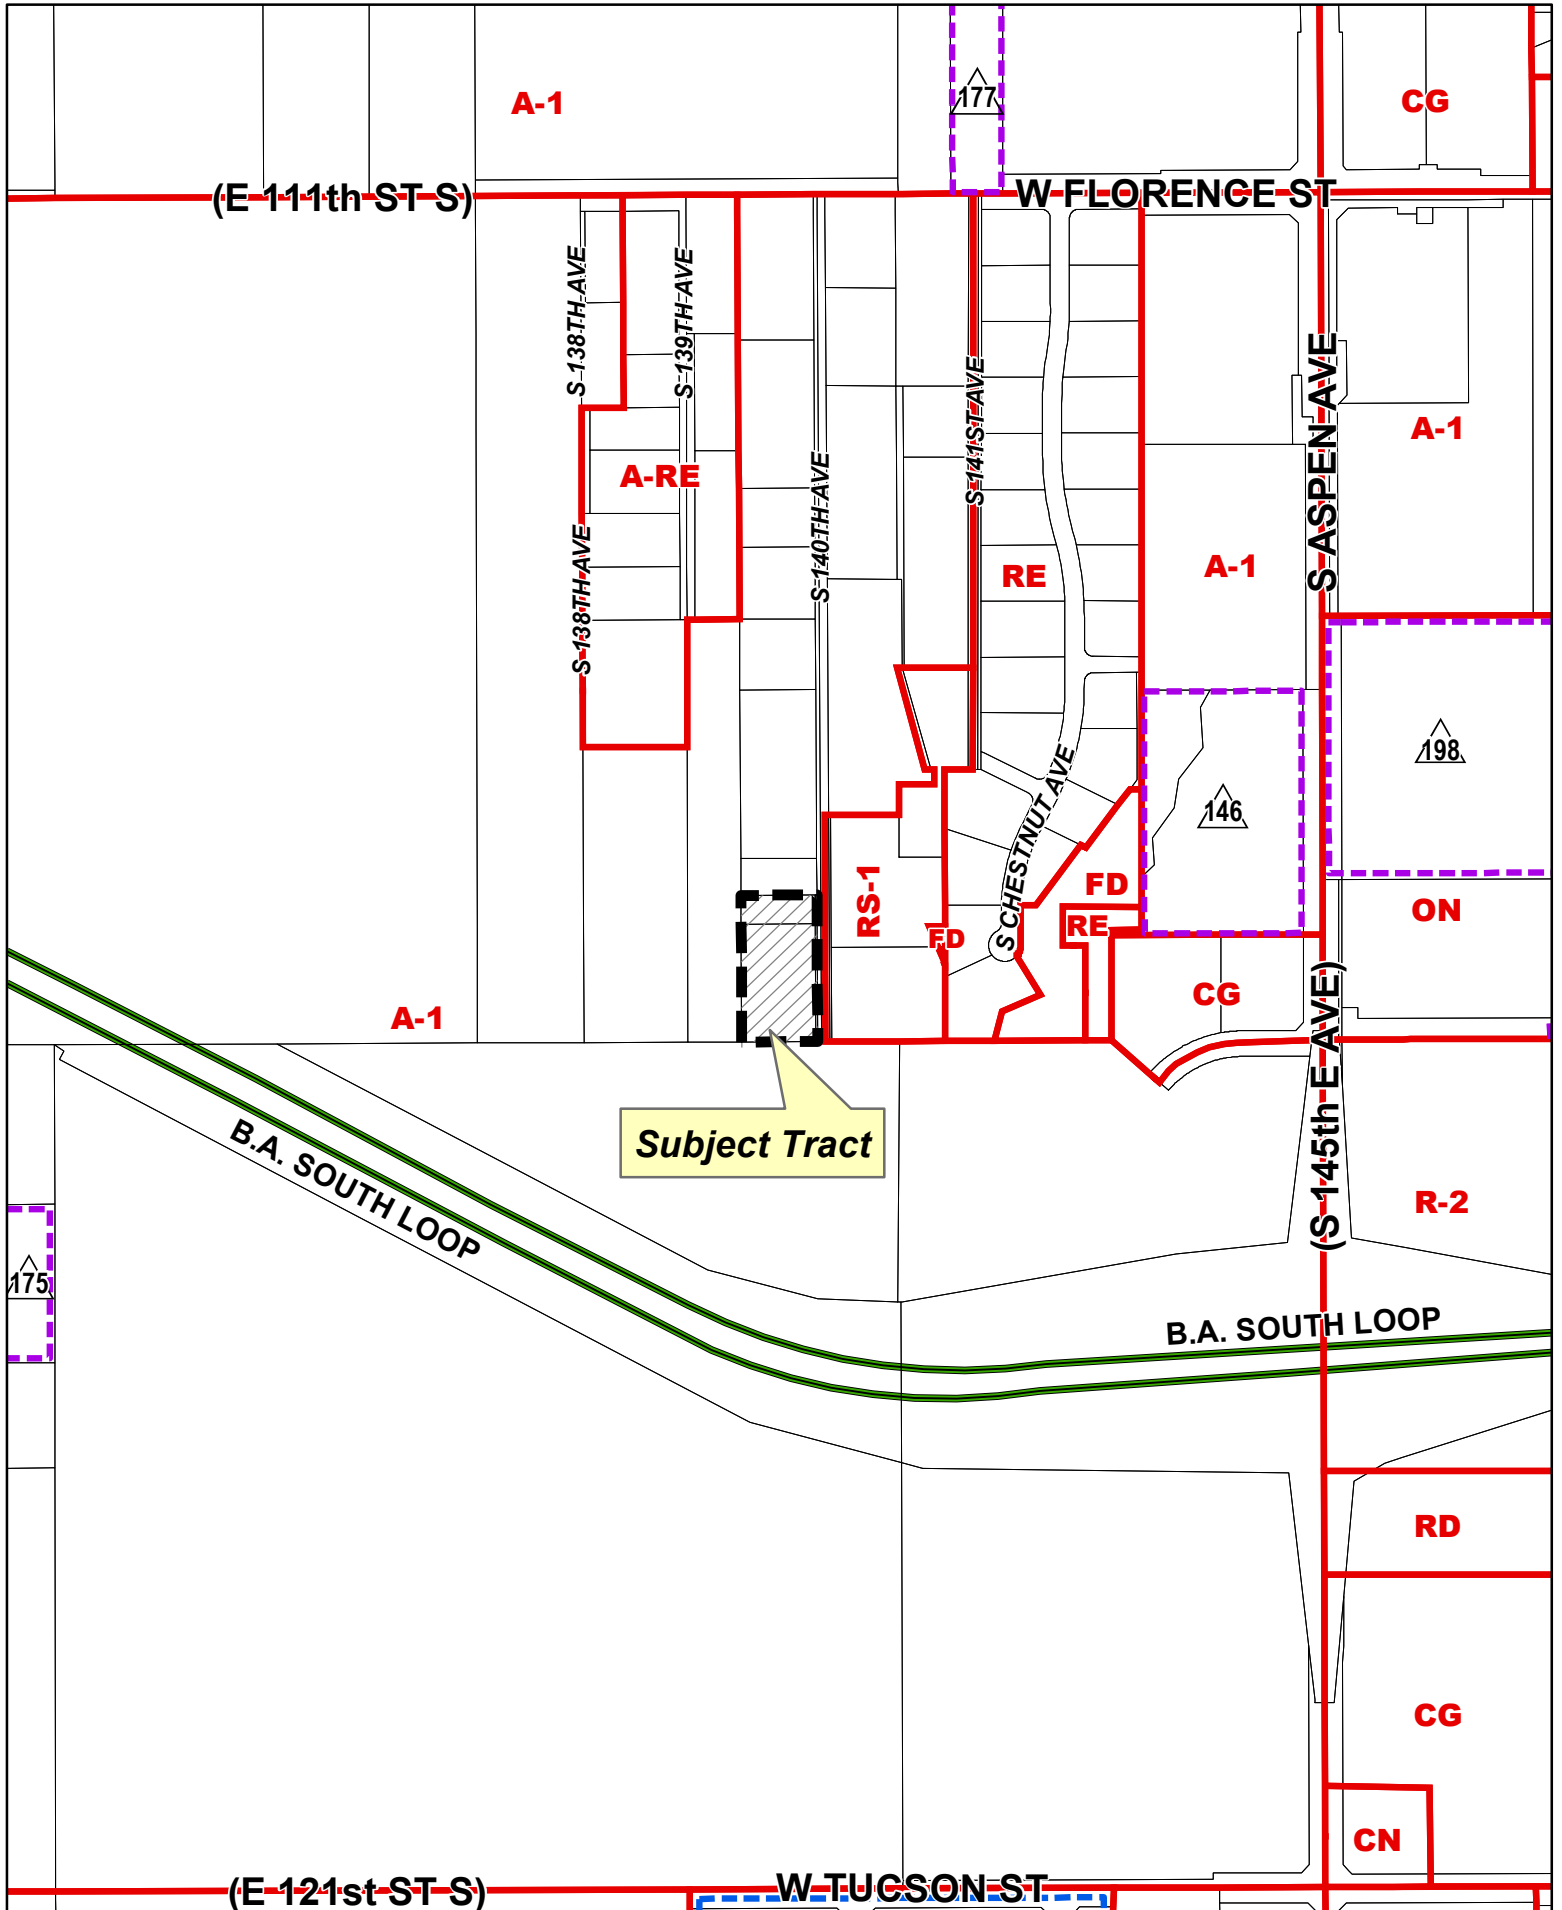 A-1
177
CG
(E 111th ST S)
W FLORENCE ST
S 138TH AVE
S 139TH AVE
S 141ST AVE
S ASPEN AVE
A-1
A-RE
S 140TH AVE
S 138TH AVE
RE
A-1
198
146
S CHESTNUT AVE
RS-1
FD
FD
RE
ON
A-1
CG
(S 145th E AVE)
Subject Tract
B.A. SOUTH LOOP
R-2
175
B.A. SOUTH LOOP
RD
CG
CN
(E 121st ST S)
W TUCSON ST